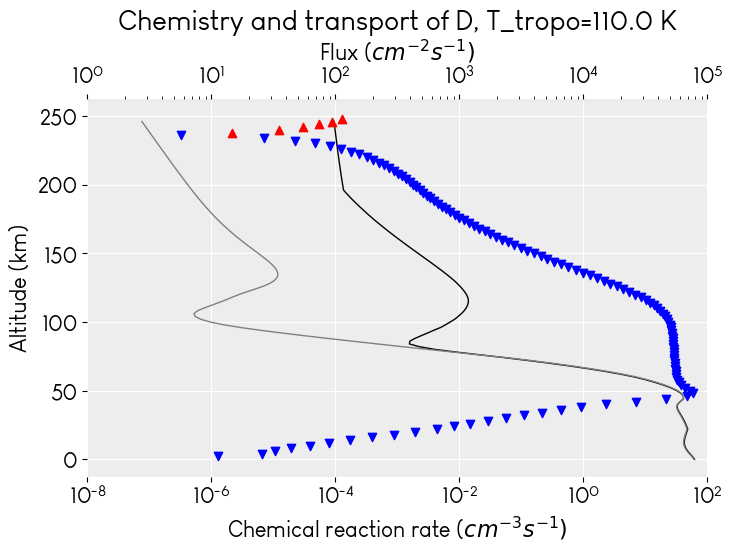 Chemistry and transport of D, T_tropo=110.0 K
Flux (cm⁻²s⁻¹)
10⁰ 10¹ 10² 10³ 10⁴ 10⁵
250
200
150
100
50
0
Altitude (km)
10⁻⁸ 10⁻⁶ 10⁻⁴ 10⁻² 10⁰ 10²
Chemical reaction rate (cm⁻³s⁻¹)